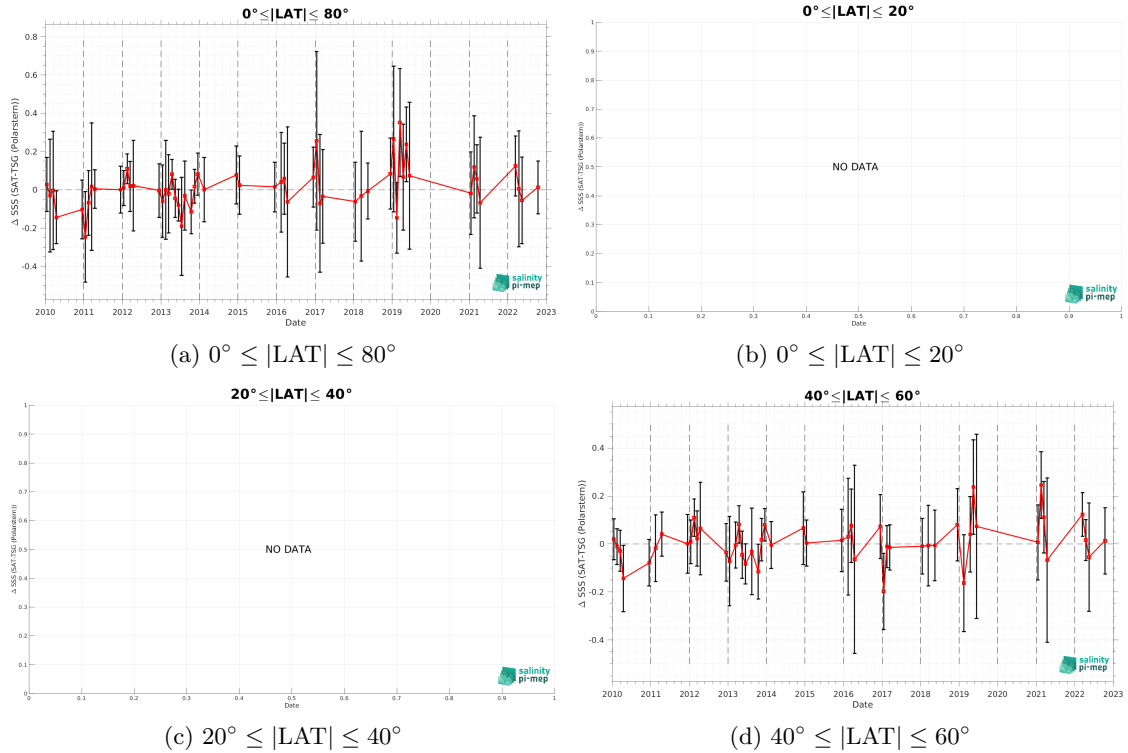 0°≤|LAT|≤ 80°
0.8
0.6
0.4
0.2
0
-0.2
-0.4
Δ SSS (SAT-TSG (Polarstern))
2010 2011 2012 2013 2014 2015 2016 2017 2018 2019 2020 2021 2022 2023
Date
salinity
pi-mep
(a) 0° ≤ |LAT| ≤ 80°
0°≤|LAT|≤ 20°
1
0.9
0.8
0.7
0.6
0.5
0.4
0.3
0.2
0.1
0
Δ SSS (SAT-TSG (Polarstern))
NO DATA
0 0.1 0.2 0.3 0.4 0.5 0.6 0.7 0.8 0.9 1
Date
salinity
pi-mep
(b) 0° ≤ |LAT| ≤ 20°
20°≤|LAT|≤ 40°
1
0.9
0.8
0.7
0.6
0.5
0.4
0.3
0.2
0.1
0
Δ SSS (SAT-TSG (Polarstern))
NO DATA
0 0.1 0.2 0.3 0.4 0.5 0.6 0.7 0.8 0.9 1
Date
salinity
pi-mep
(c) 20° ≤ |LAT| ≤ 40°
40°≤|LAT|≤ 60°
0.4
0.2
0
-0.2
-0.4
Δ SSS (SAT-TSG (Polarstern))
2010 2011 2012 2013 2014 2015 2016 2017 2018 2019 2020 2021 2022 2023
Date
salinity
pi-mep
(d) 40° ≤ |LAT| ≤ 60°